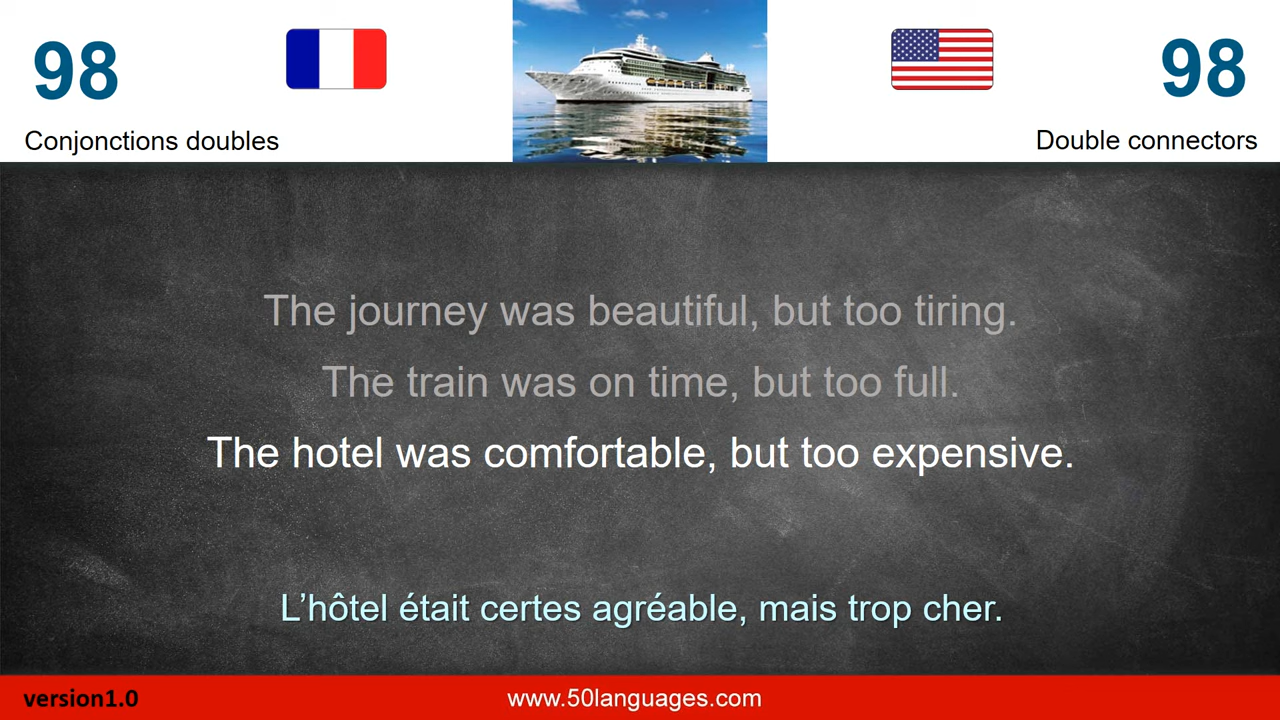 98
98
Conjonctions doubles
Double connectors
The journey was beautiful, but too tiring.
The train was on time, but too full.
The hotel was comfortable, but too expensive.
L’hôtel était certes agréable, mais trop cher.
version1.0
www.50languages.com